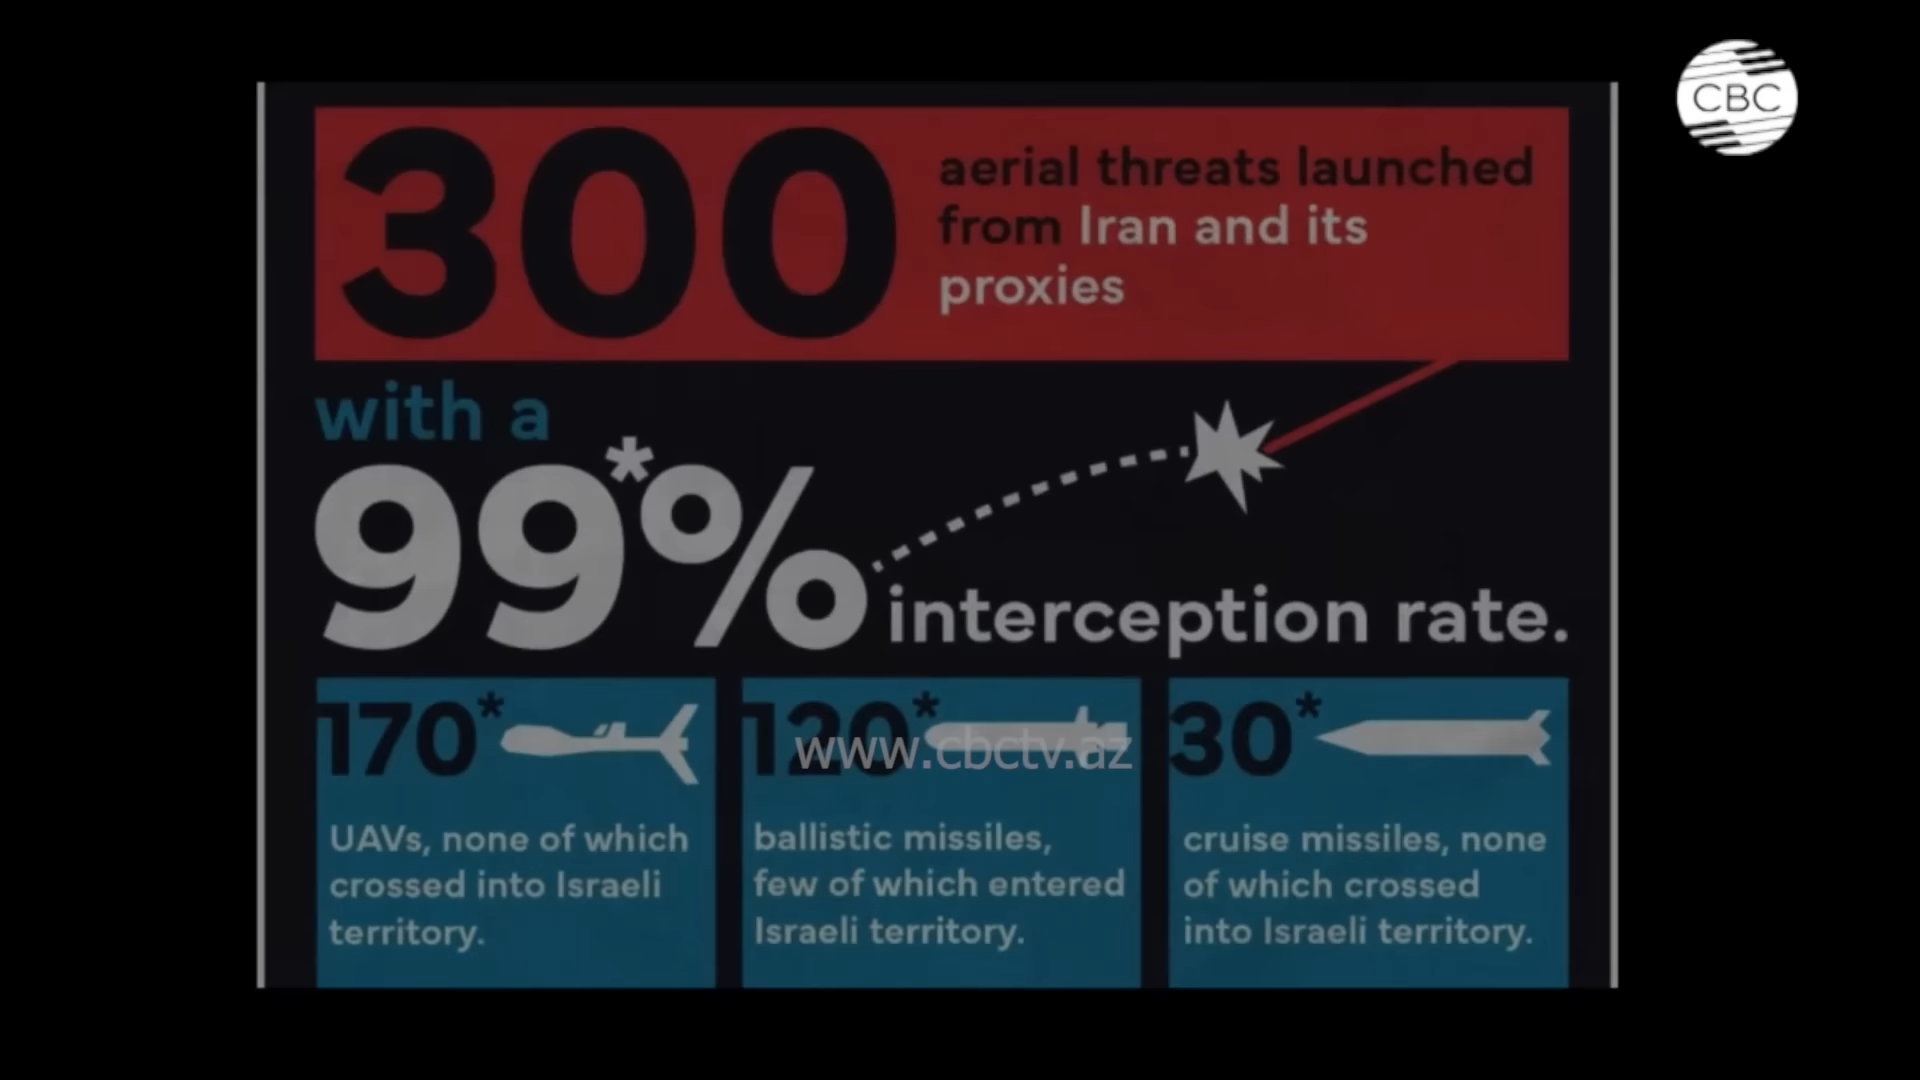 CBC
300
aerial threats launched
from Iran and its
proxies
with a
99*%
interception rate.
170*
UAVs, none of which
crossed into Israeli
territory.
120*
ballistic missiles,
few of which entered
Israeli territory.
30*
cruise missiles, none
of which crossed
into Israeli territory.
www.cbctv.az